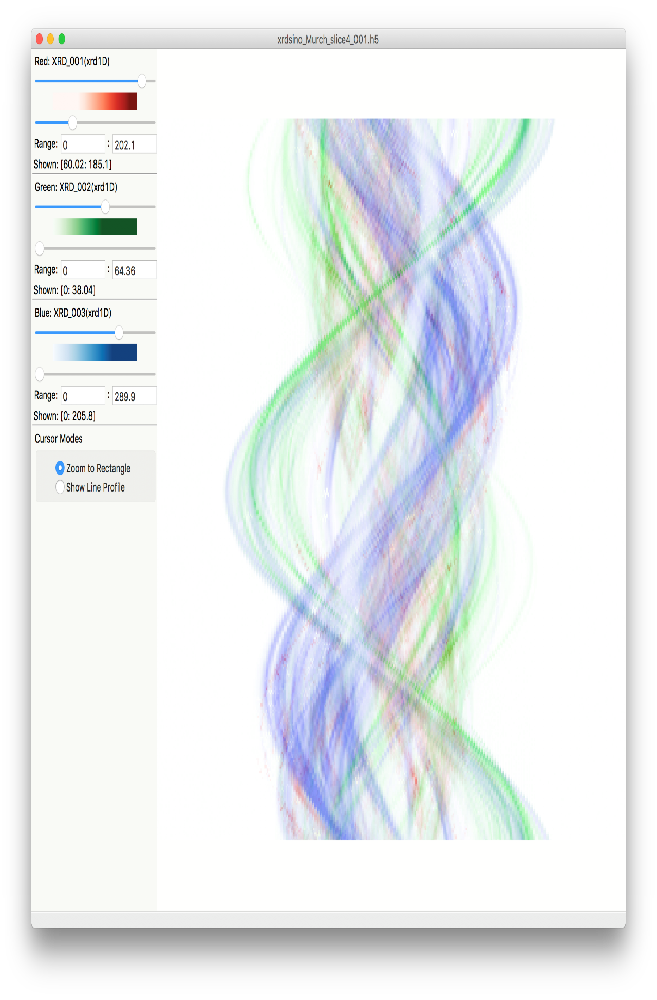 xrdsino_Murch_slice4_001.h5
Red: XRD_001(xrd1D)
Range: 0 : 202.1
Shown: [60.02: 185.1]
Green: XRD_002(xrd1D)
Range: 0 : 64.36
Shown: [0: 38.04]
Blue: XRD_003(xrd1D)
Range: 0 : 289.9
Shown: [0: 205.8]
Cursor Modes
Zoom to Rectangle
Show Line Profile